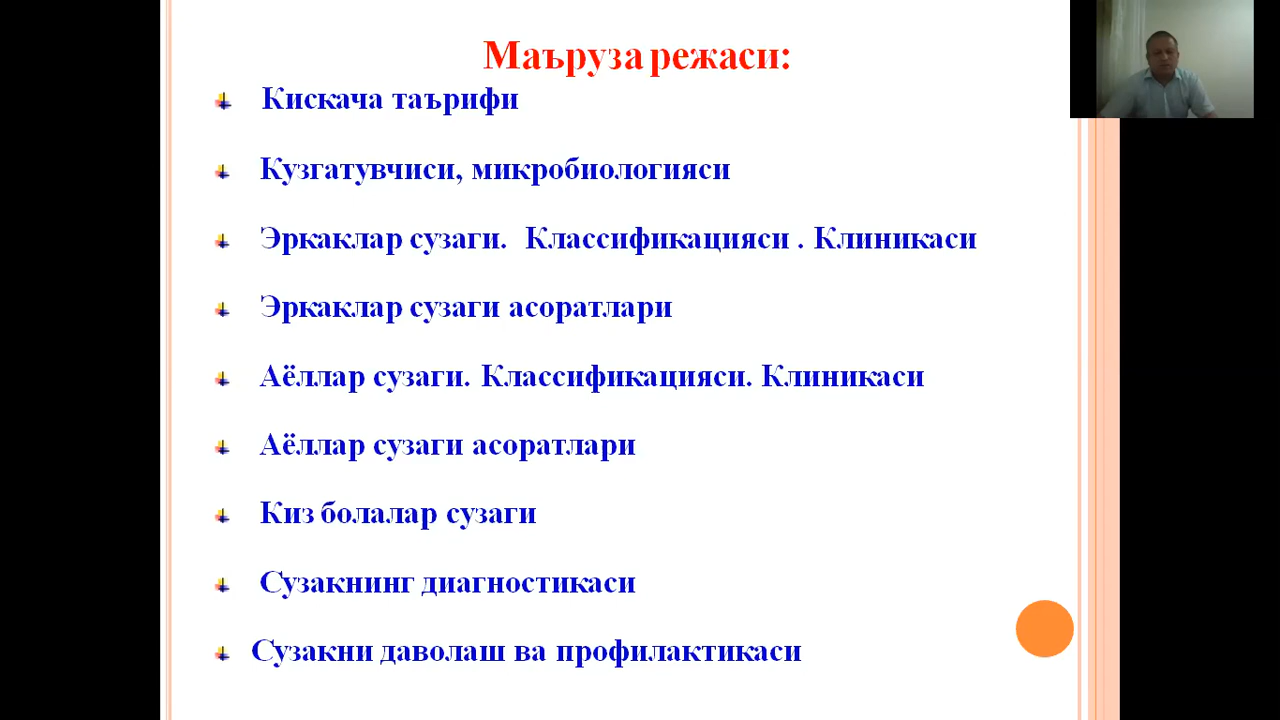 Маъруза режаси:
Кискача таърифи
Кузгатувчиси, микробиологияси
Эркаклар сузаги. Классификацияси . Клиникаси
Эркаклар сузаги асоратлари
Аёллар сузаги. Классификацияси. Клиникаси
Аёллар сузаги асоратлари
Киз болалар сузаги
Сузакнинг диагностикаси
Сузакни даволаш ва профилактикаси